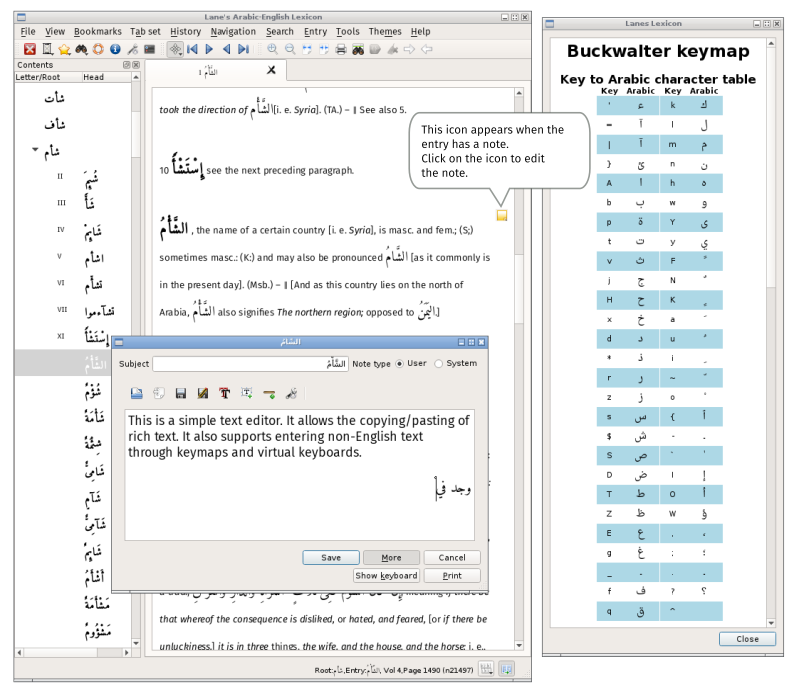 Lane's Arabic-English Lexicon
File View Bookmarks Tab set History Navigation Search Entry Tools Themes Help
Contents
Letter/Root Head
شأت
شأف
شأم
II
III
IV
V اشأم
VI تشأم
VII تشآءموا
XI إِسْتَشْأَ
الشَّأْمُ
شُؤْمٌ
شَأْمَةٌ
شِئْمَةٌ
شَامِىٌّ
شَآمٍ
شَآمِىٌّ
شَايِمٌ
أَشْأَمُ
مَشْأَمَةٌ
مَشْؤُومٌ
1 الشَّأْمُ
took the direction of الشَّأْم[i. e. Syria]. (TA.) – ‖ See also 5.
10 إِسْتَشْأَ see the next preceding paragraph.
الشَّأْمُ , the name of a certain country [i. e. Syria], is masc. and fem.; (S;)
sometimes masc.: (K:) and may also be pronounced الشَّامُ [as it commonly is
in the present day]. (Msb.) – ‖ [And as this country lies on the north of
Arabia, الشَّأْمُ also signifies The northern region; opposed to اليَمَنُ.]
This icon appears when the
entry has a note.
Click on the icon to edit
the note.
الشَّأْمُ
Subject الشَّأْمُ Note type User System
This is a simple text editor. It allows the copying/pasting of
rich text. It also supports entering non-English text
through keymaps and virtual keyboards.
وجد في
Save More Cancel
Show keyboard Print
meaning If there be
that whereof the consequence is disliked, or hated, and feared, [or if there be
unluckiness,] it is in three things, the wife, and the house, and the horse: i. e.,
Root:شأم,Entry:الشَّأْمُ, Vol 4,Page 1490 (n21497)
Lanes Lexicon
Buckwalter keymap
Key to Arabic character table
Key Arabic Key Arabic
' ء k ك
= آ l ل
| آ m م
} ئ n ن
A ا h ه
b ب w و
p ة Y ى
t ت y ي
v ث F ً
j ج N ٌ
H ح K ٍ
x خ a َ
d د u ُ
* ذ i ِ
r ر ~ ّ
z ز o ْ
s س { أ
$ ش - .
S ص ` '
D ض I إ
T ط O أ
Z ظ W ؤ
E ع , ،
g غ ; ؛
_ . . .
f ف ? ؟
q ق ^
Close